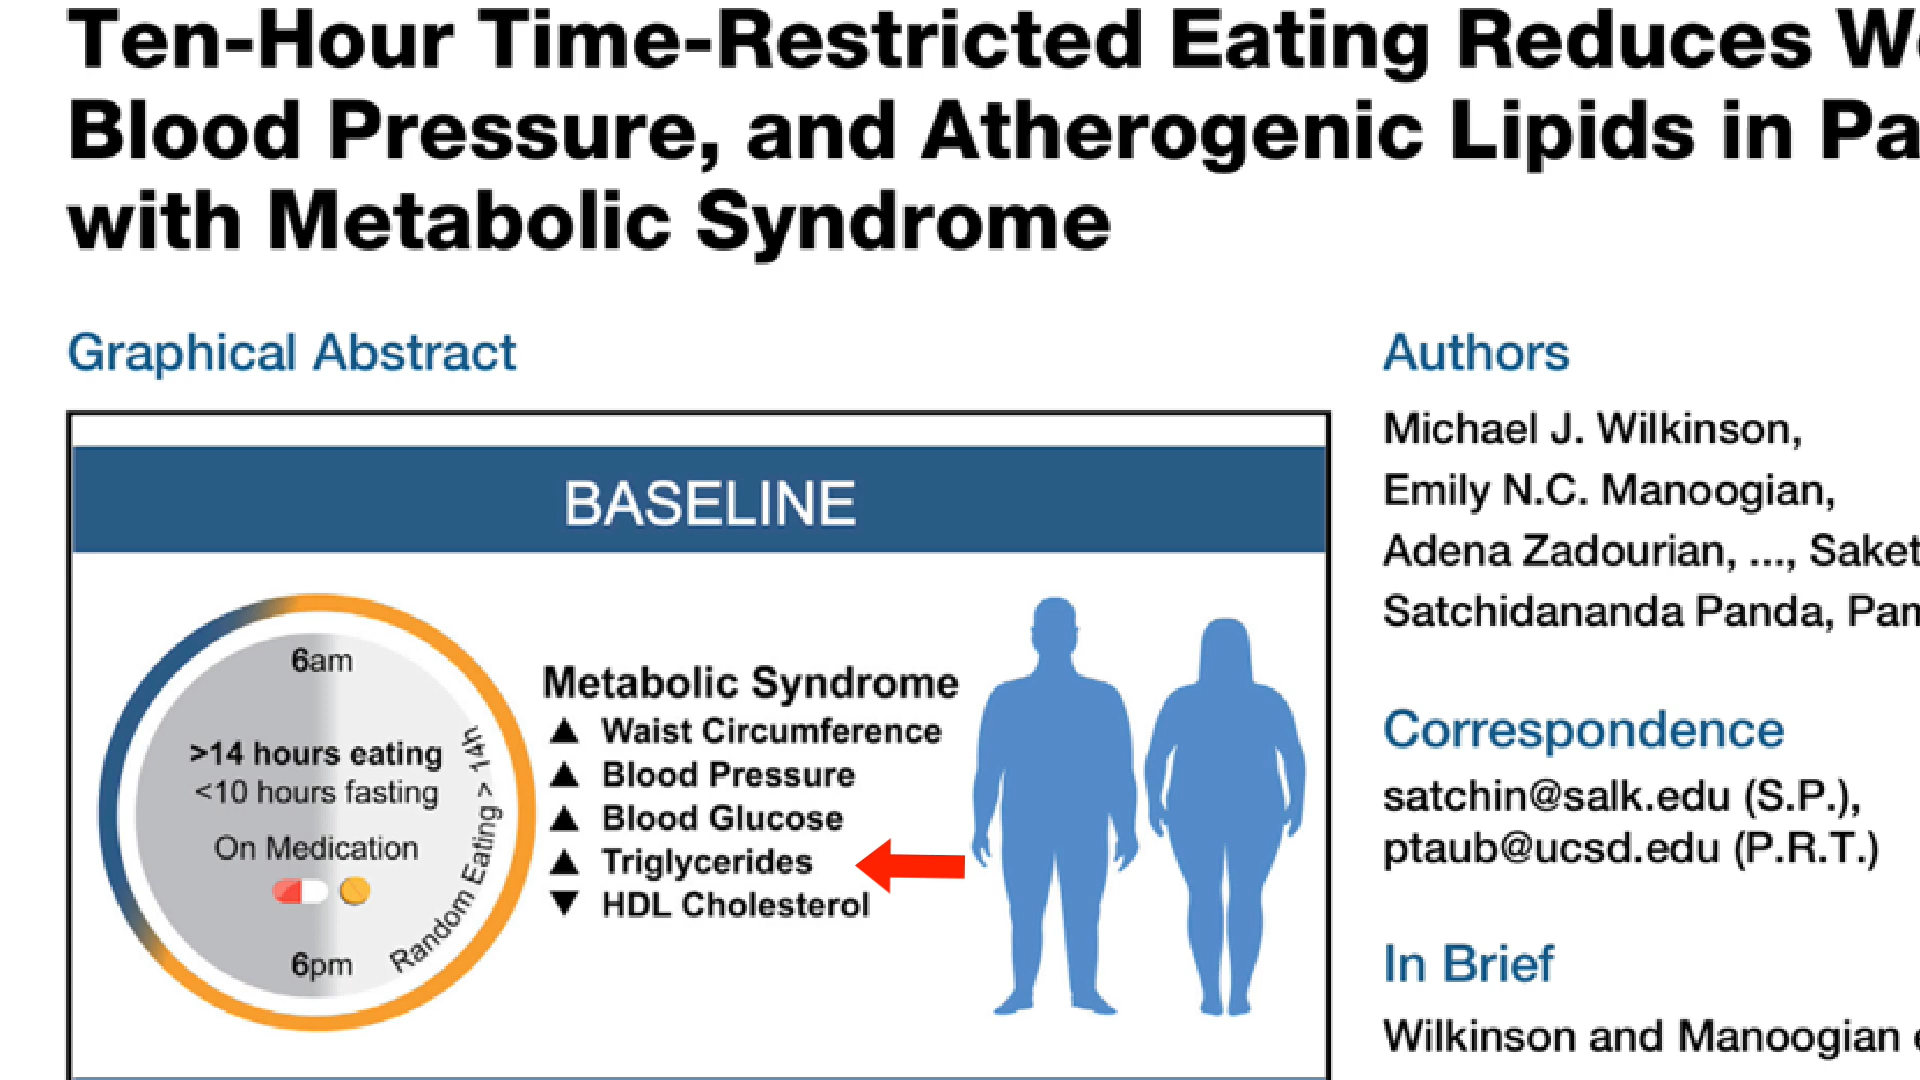 Ten-Hour Time-Restricted Eating Reduces
Blood Pressure, and Atherogenic Lipids in
with Metabolic Syndrome
Graphical Abstract
BASELINE
6am
>14 hours eating
<10 hours fasting
On Medication
6pm
Random Eating > 14h
Metabolic Syndrome
▲ Waist Circumference
▲ Blood Pressure
▲ Blood Glucose
▲ Triglycerides
▼ HDL Cholesterol
Authors
Michael J. Wilkinson,
Emily N.C. Manoogian,
Adena Zadourian, ..., Saket
Satchidananda Panda, Pam
Correspondence
satchin@salk.edu (S.P.),
ptaub@ucsd.edu (P.R.T.)
In Brief
Wilkinson and Manoogian